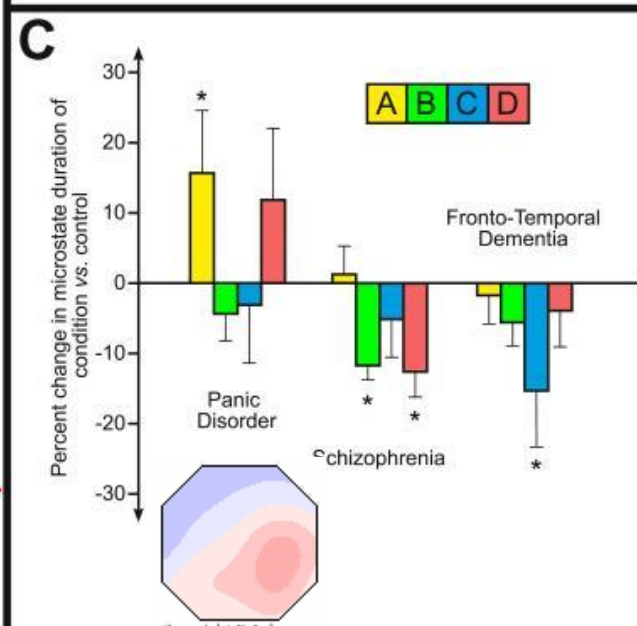 C
Percent change in microstate duration of
condition vs. control
30
20
10
0
-10
-20
-30
A B C D
*
Panic
Disorder
*
*
chizophrenia
Fronto-Temporal
Dementia
*